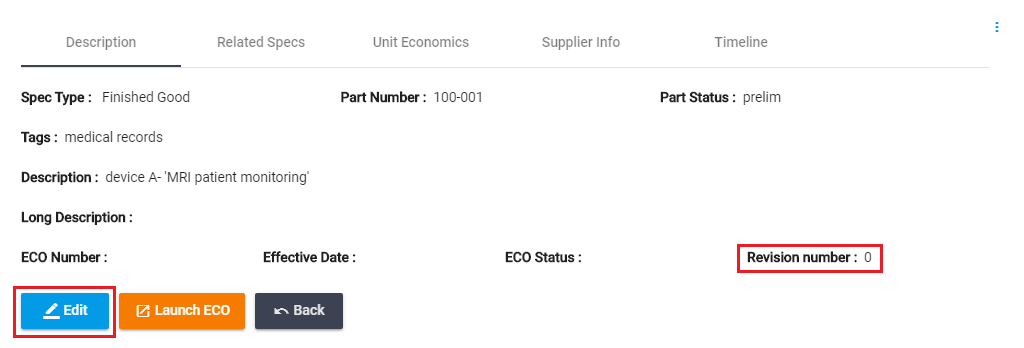 Description Related Specs Unit Economics Supplier Info Timeline
Spec Type : Finished Good Part Number : 100-001 Part Status : prelim
Tags : medical records
Description : device A- 'MRI patient monitoring'
Long Description :
ECO Number : Effective Date : ECO Status : Revision number : 0
Edit Launch ECO Back